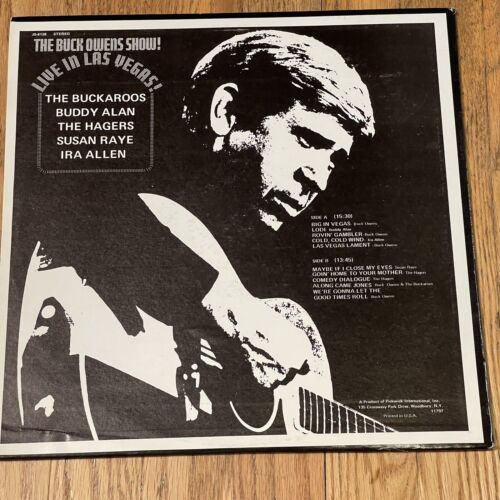 JS-6128 STEREO
THE BUCK OWENS SHOW!
LIVE IN LAS VEGAS!
THE BUCKAROOS
BUDDY ALAN
THE HAGERS
SUSAN RAYE
IRA ALLEN
SIDE A (15:30)
BIG IN VEGAS Buck Owens
LODI Buddy Alan
ROVIN' GAMBLER Buck Owens
COLD, COLD WIND Ira Allen
LAS VEGAS LAMENT Buck Owens
SIDE B (13:45)
MAYBE IF I CLOSE MY EYES Susan Raye
GOIN' HOME TO YOUR MOTHER The Hagers
COMEDY DIALOGUE The Hagers
ALONG CAME JONES Buck Owens & The Buckaroos
WE'RE GONNA LET THE
GOOD TIMES ROLL Buck Owens
A Product of Pickwick International, Inc.
135 Crossways Park Drive, Woodbury, N.Y.
11797
Printed in U.S.A.